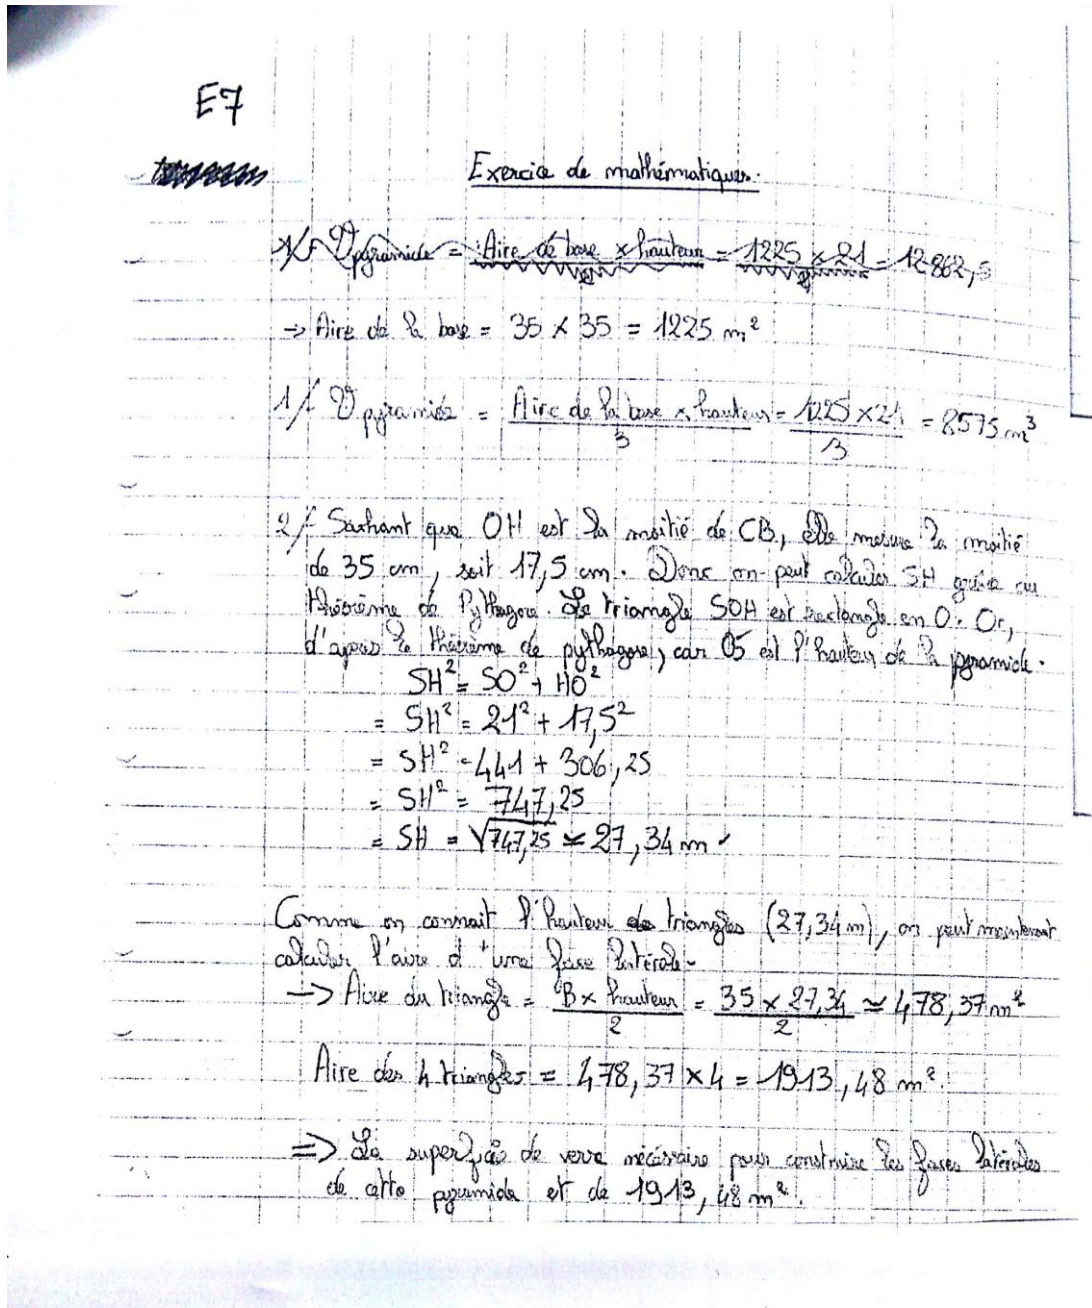 E7
Exercice de mathématiques.
1/- V pyramide = Aire de base x hauteur / 2 = 1225 x 21 / 2 = 12862,5
-> Aire de la base = 35 x 35 = 1225 m²
1/- V pyramide = Aire de la base x hauteur / 3 = 1225 x 21 / 3 = 8575 m³
2/- Sachant que OH est la moitié de CB, elle mesure la moitié
de 35 cm, soit 17,5 cm. Donc on peut calculer SH grâce au
théorème de Pythagore. Le triangle SOH est rectangle en O. Or,
d'après le théorème de pythagore, car OS est l'hauteur de la pyramide.
SH² = SO² + HO²
= SH² = 21² + 17,5²
= SH² = 441 + 306,25
= SH² = 747,25
= SH = √747,25 ≃ 27,34 m
Comme on connait l'hauteur des triangles (27,34 m), on peut maintenant
calculer l'aire d'une face latérale.
-> Aire du triangle = B x hauteur / 2 = 35 x 27,34 / 2 ≃ 478,37 m²
Aire des 4 triangles = 478,37 x 4 = 1913,48 m².
=> La superficie de verre nécéssaire pour construire les faces latérales
de cette pyramide et de 1913,48 m².